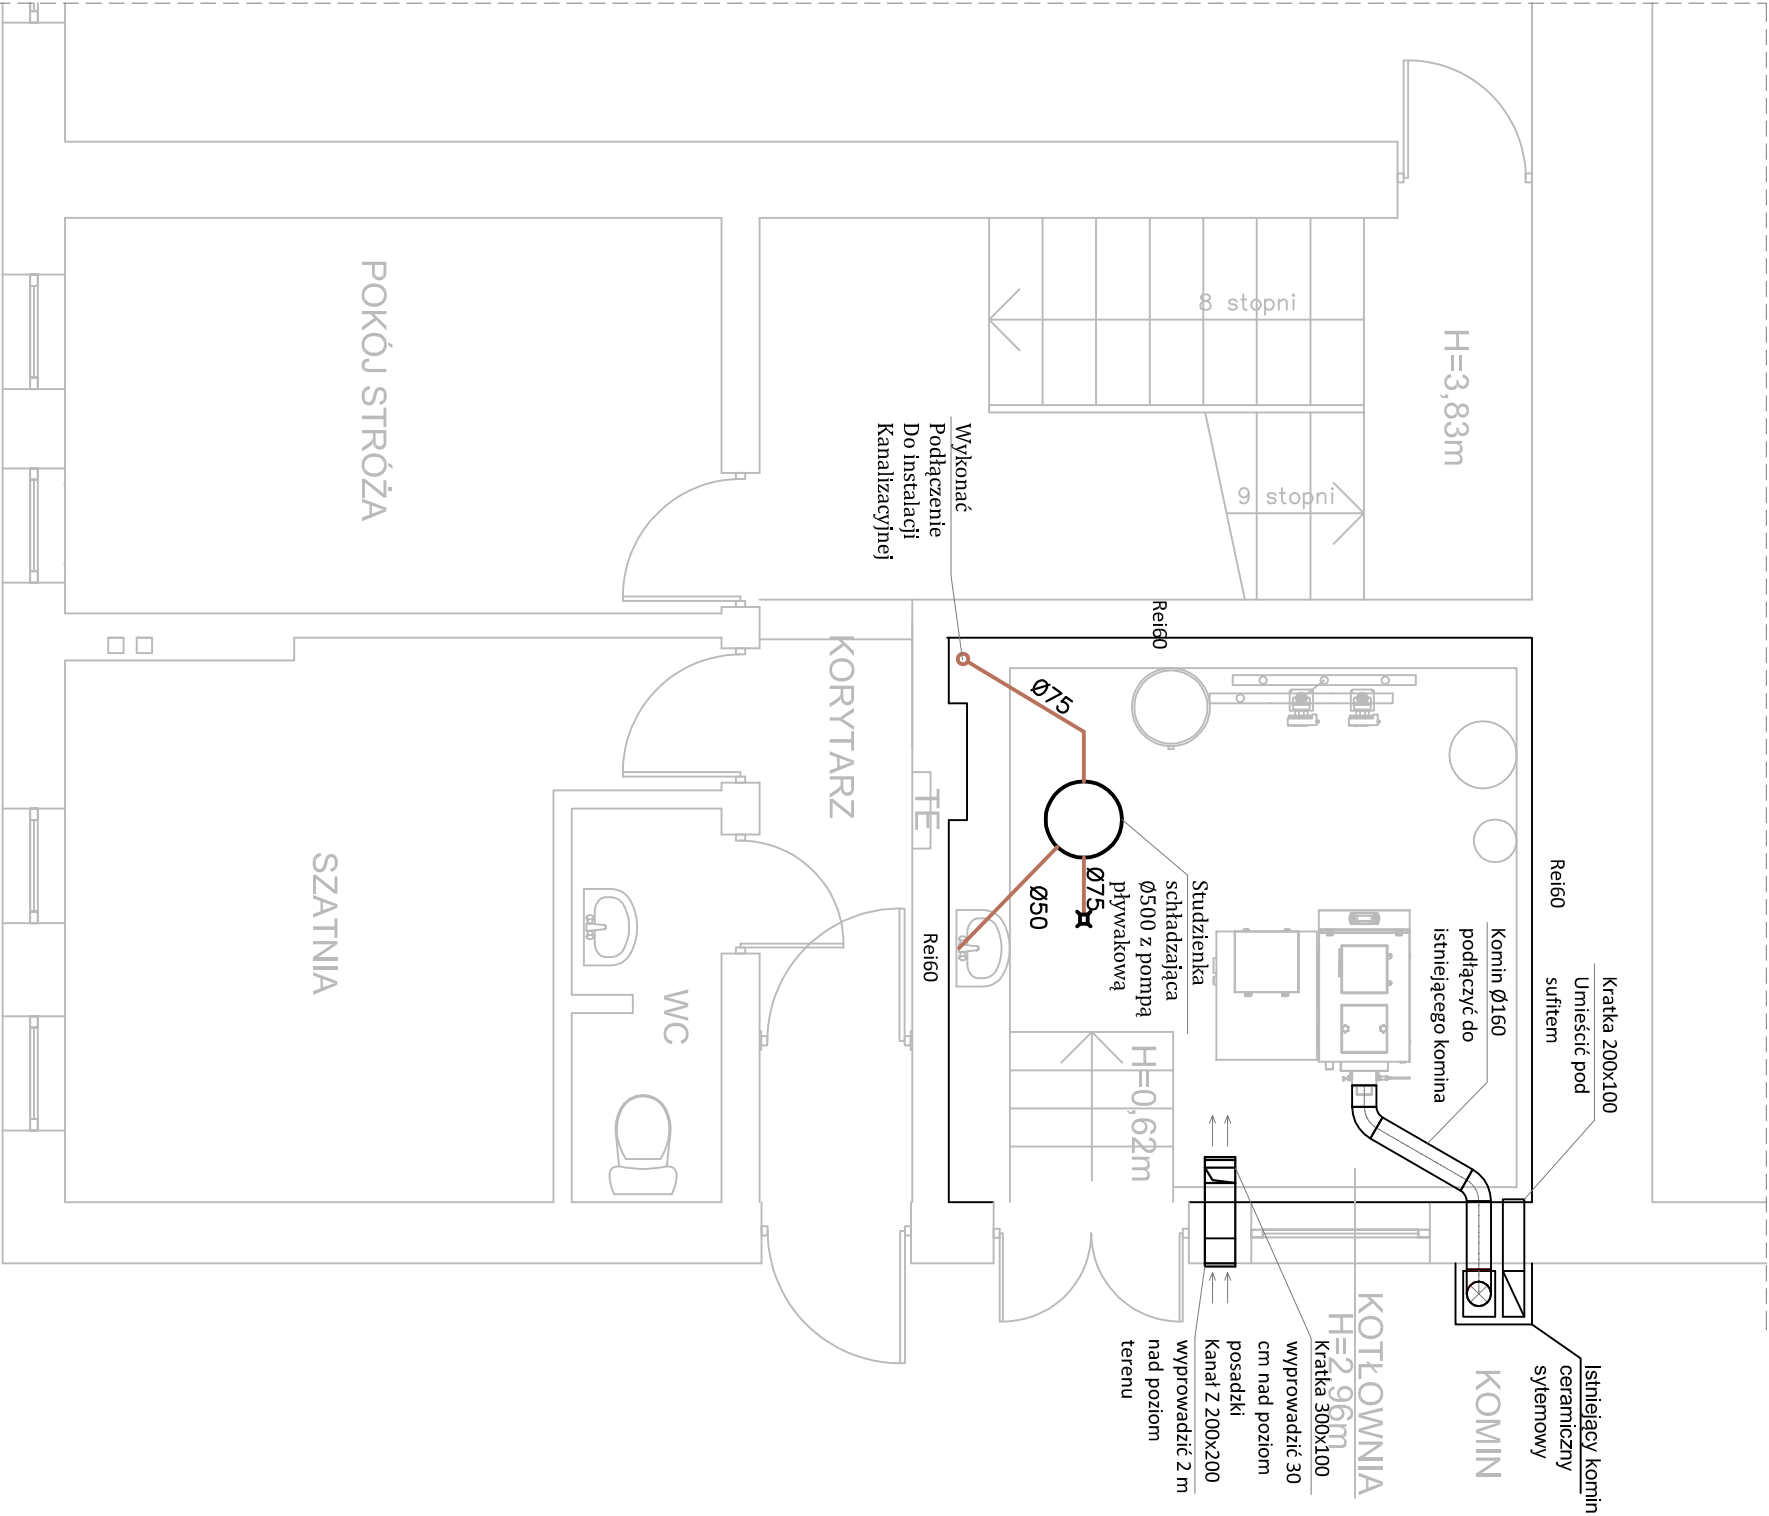 8 stopni
9 stopni
H=3,83m
POKÓJ STRÓŻA
Wykonać
Podłączenie
Do instalacji
Kanalizacyjnej
Rei60
KORYTARZ
TE
Ø75
Ø75
Ø50
Studzienka
schładzająca
Ø500 z pompą
pływakową
Rei60
Rei60
Komin Ø160
podłączyć do
istniejącego komina
Kratka 200x100
Umieścić pod
sufitem
SZATNIA
WC
H=0,62m
KOTŁOWNIA
H=2,96m
Kratka 300x100
wyprowadzić 30
cm nad poziom
posadzki
Kanał Z 200x200
wyprowadzić 2 m
nad poziom
terenu
KOMIN
Istniejący komin
ceramiczny
sytemowy